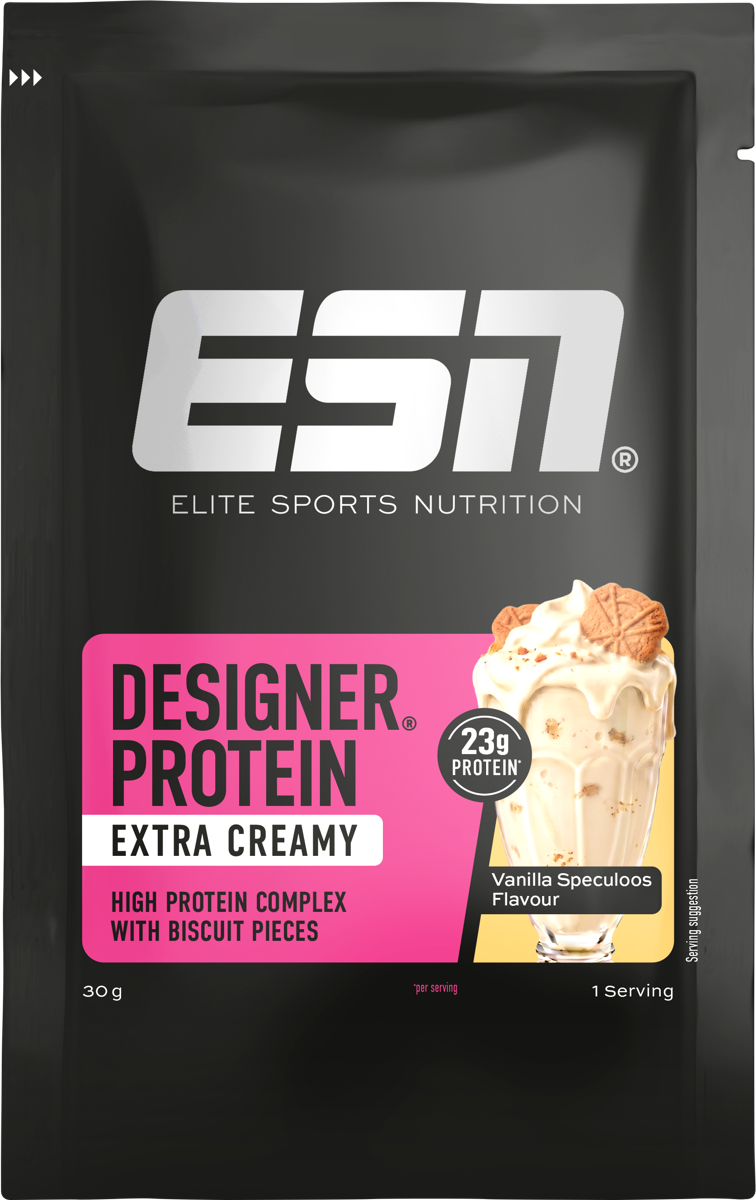 ESN®
ELITE SPORTS NUTRITION
DESIGNER®
PROTEIN
EXTRA CREAMY
HIGH PROTEIN COMPLEX
WITH BISCUIT PIECES
23g
PROTEIN*
Vanilla Speculoos
Flavour
Serving suggestion
30 g
*per serving
1 Serving